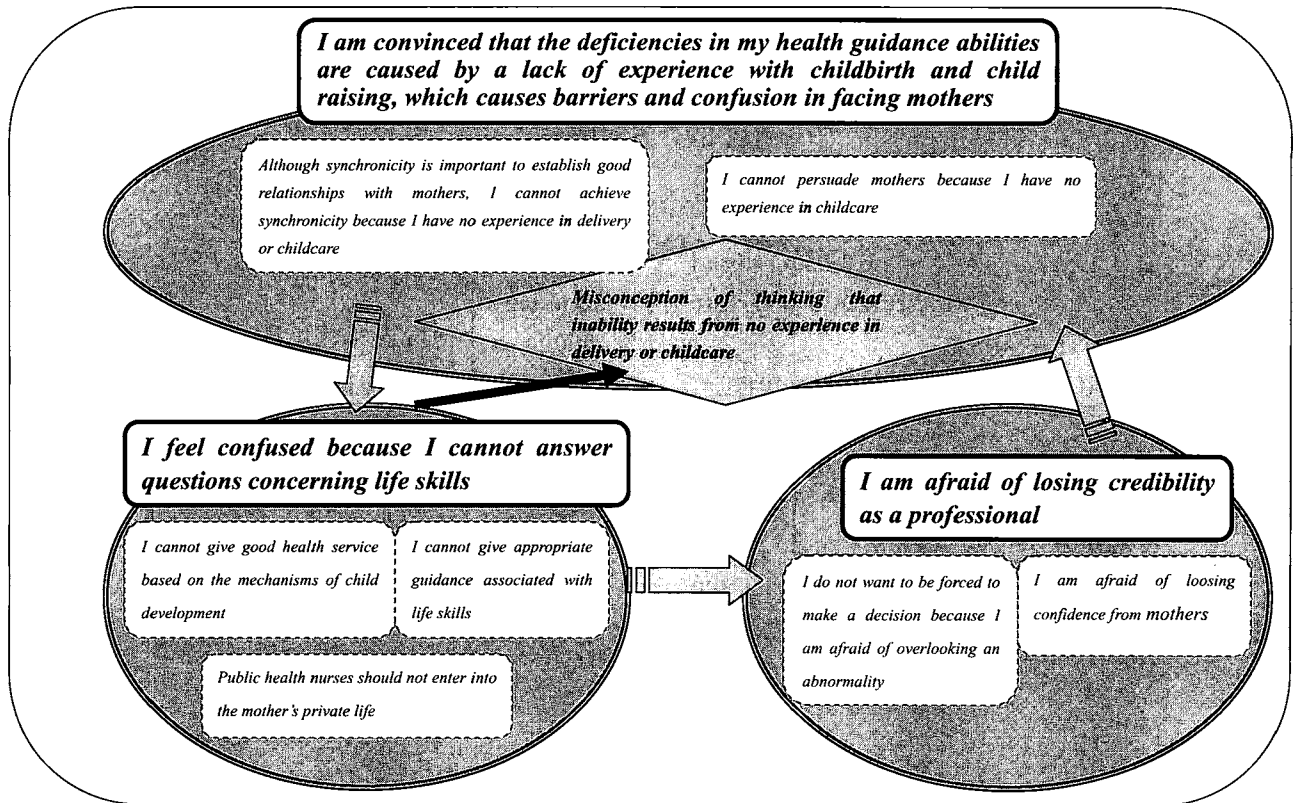 I am convinced that the deficiencies in my health guidance abilities
are caused by a lack of experience with childbirth and child
raising, which causes barriers and confusion in facing mothers
Although synchronicity is important to establish good
relationships with mothers, I cannot achieve
synchronicity because I have no experience in delivery
or childcare
I cannot persuade mothers because I have no
experience in childcare
Misconception of thinking that
inability results from no experience in
delivery or childcare
I feel confused because I cannot answer
questions concerning life skills
I cannot give good health service
based on the mechanisms of child
development
I cannot give appropriate
guidance associated with
life skills
Public health nurses should not enter into
the mother's private life
I am afraid of losing credibility
as a professional
I do not want to be forced to
make a decision because I
am afraid of overlooking an
abnormality
I am afraid of loosing
confidence from mothers